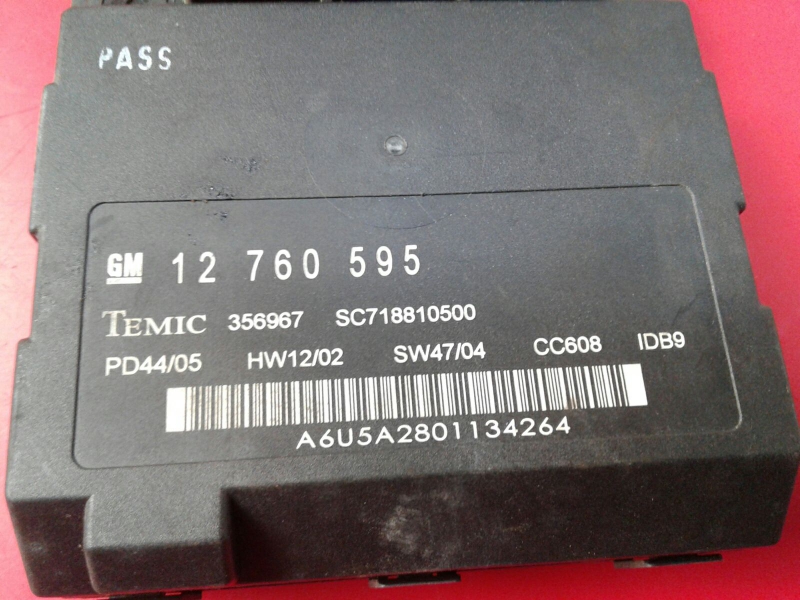 PASS
GM 12 760 595
TEMIC 356967 SC718810500
PD44/05 HW12/02 SW47/04 CC608 IDB9
A6U5A2801134264